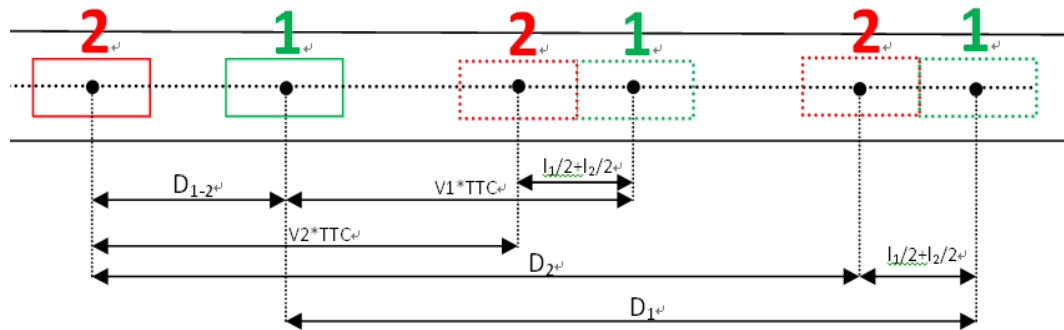 2 1 2 1 2 1
l₁/2+l₂/2
D₁₋₂ V1*TTC
V2*TTC
l₁/2+l₂/2
D₂
D₁